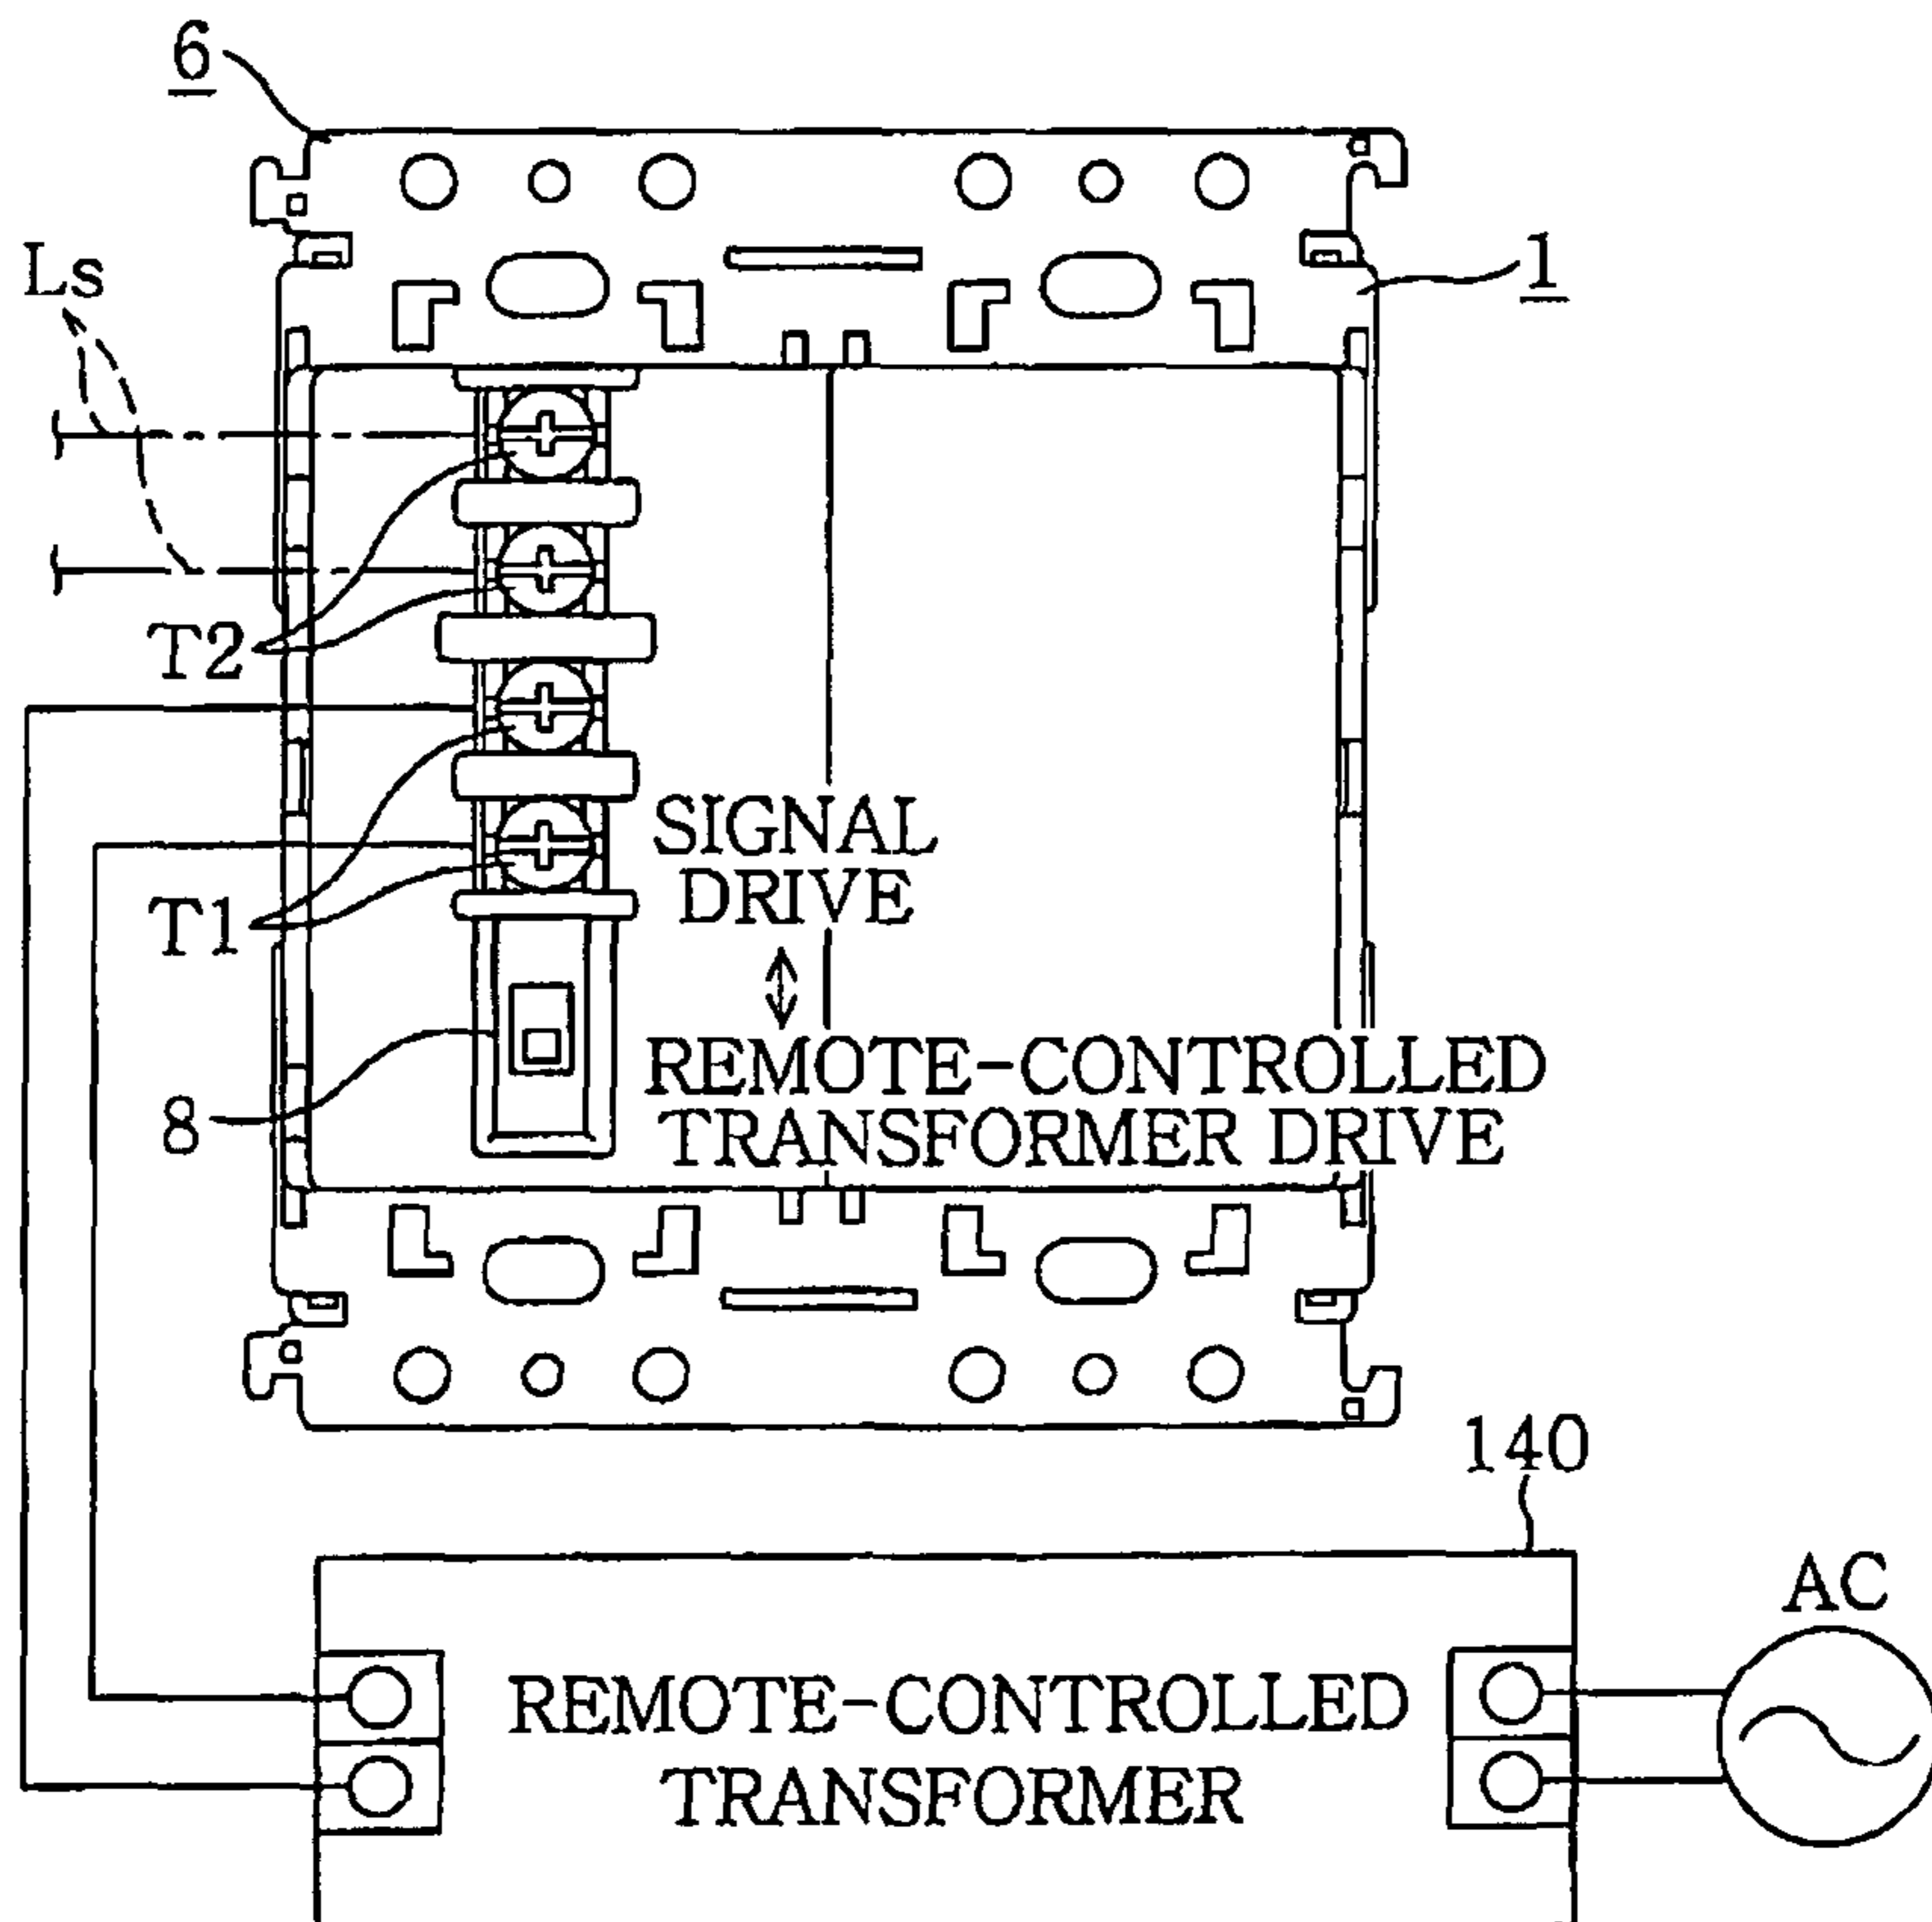 6
1
Ls
T2
SIGNAL
DRIVE
T1
REMOTE-CONTROLLED
TRANSFORMER DRIVE
8
140
AC
REMOTE-CONTROLLED
TRANSFORMER